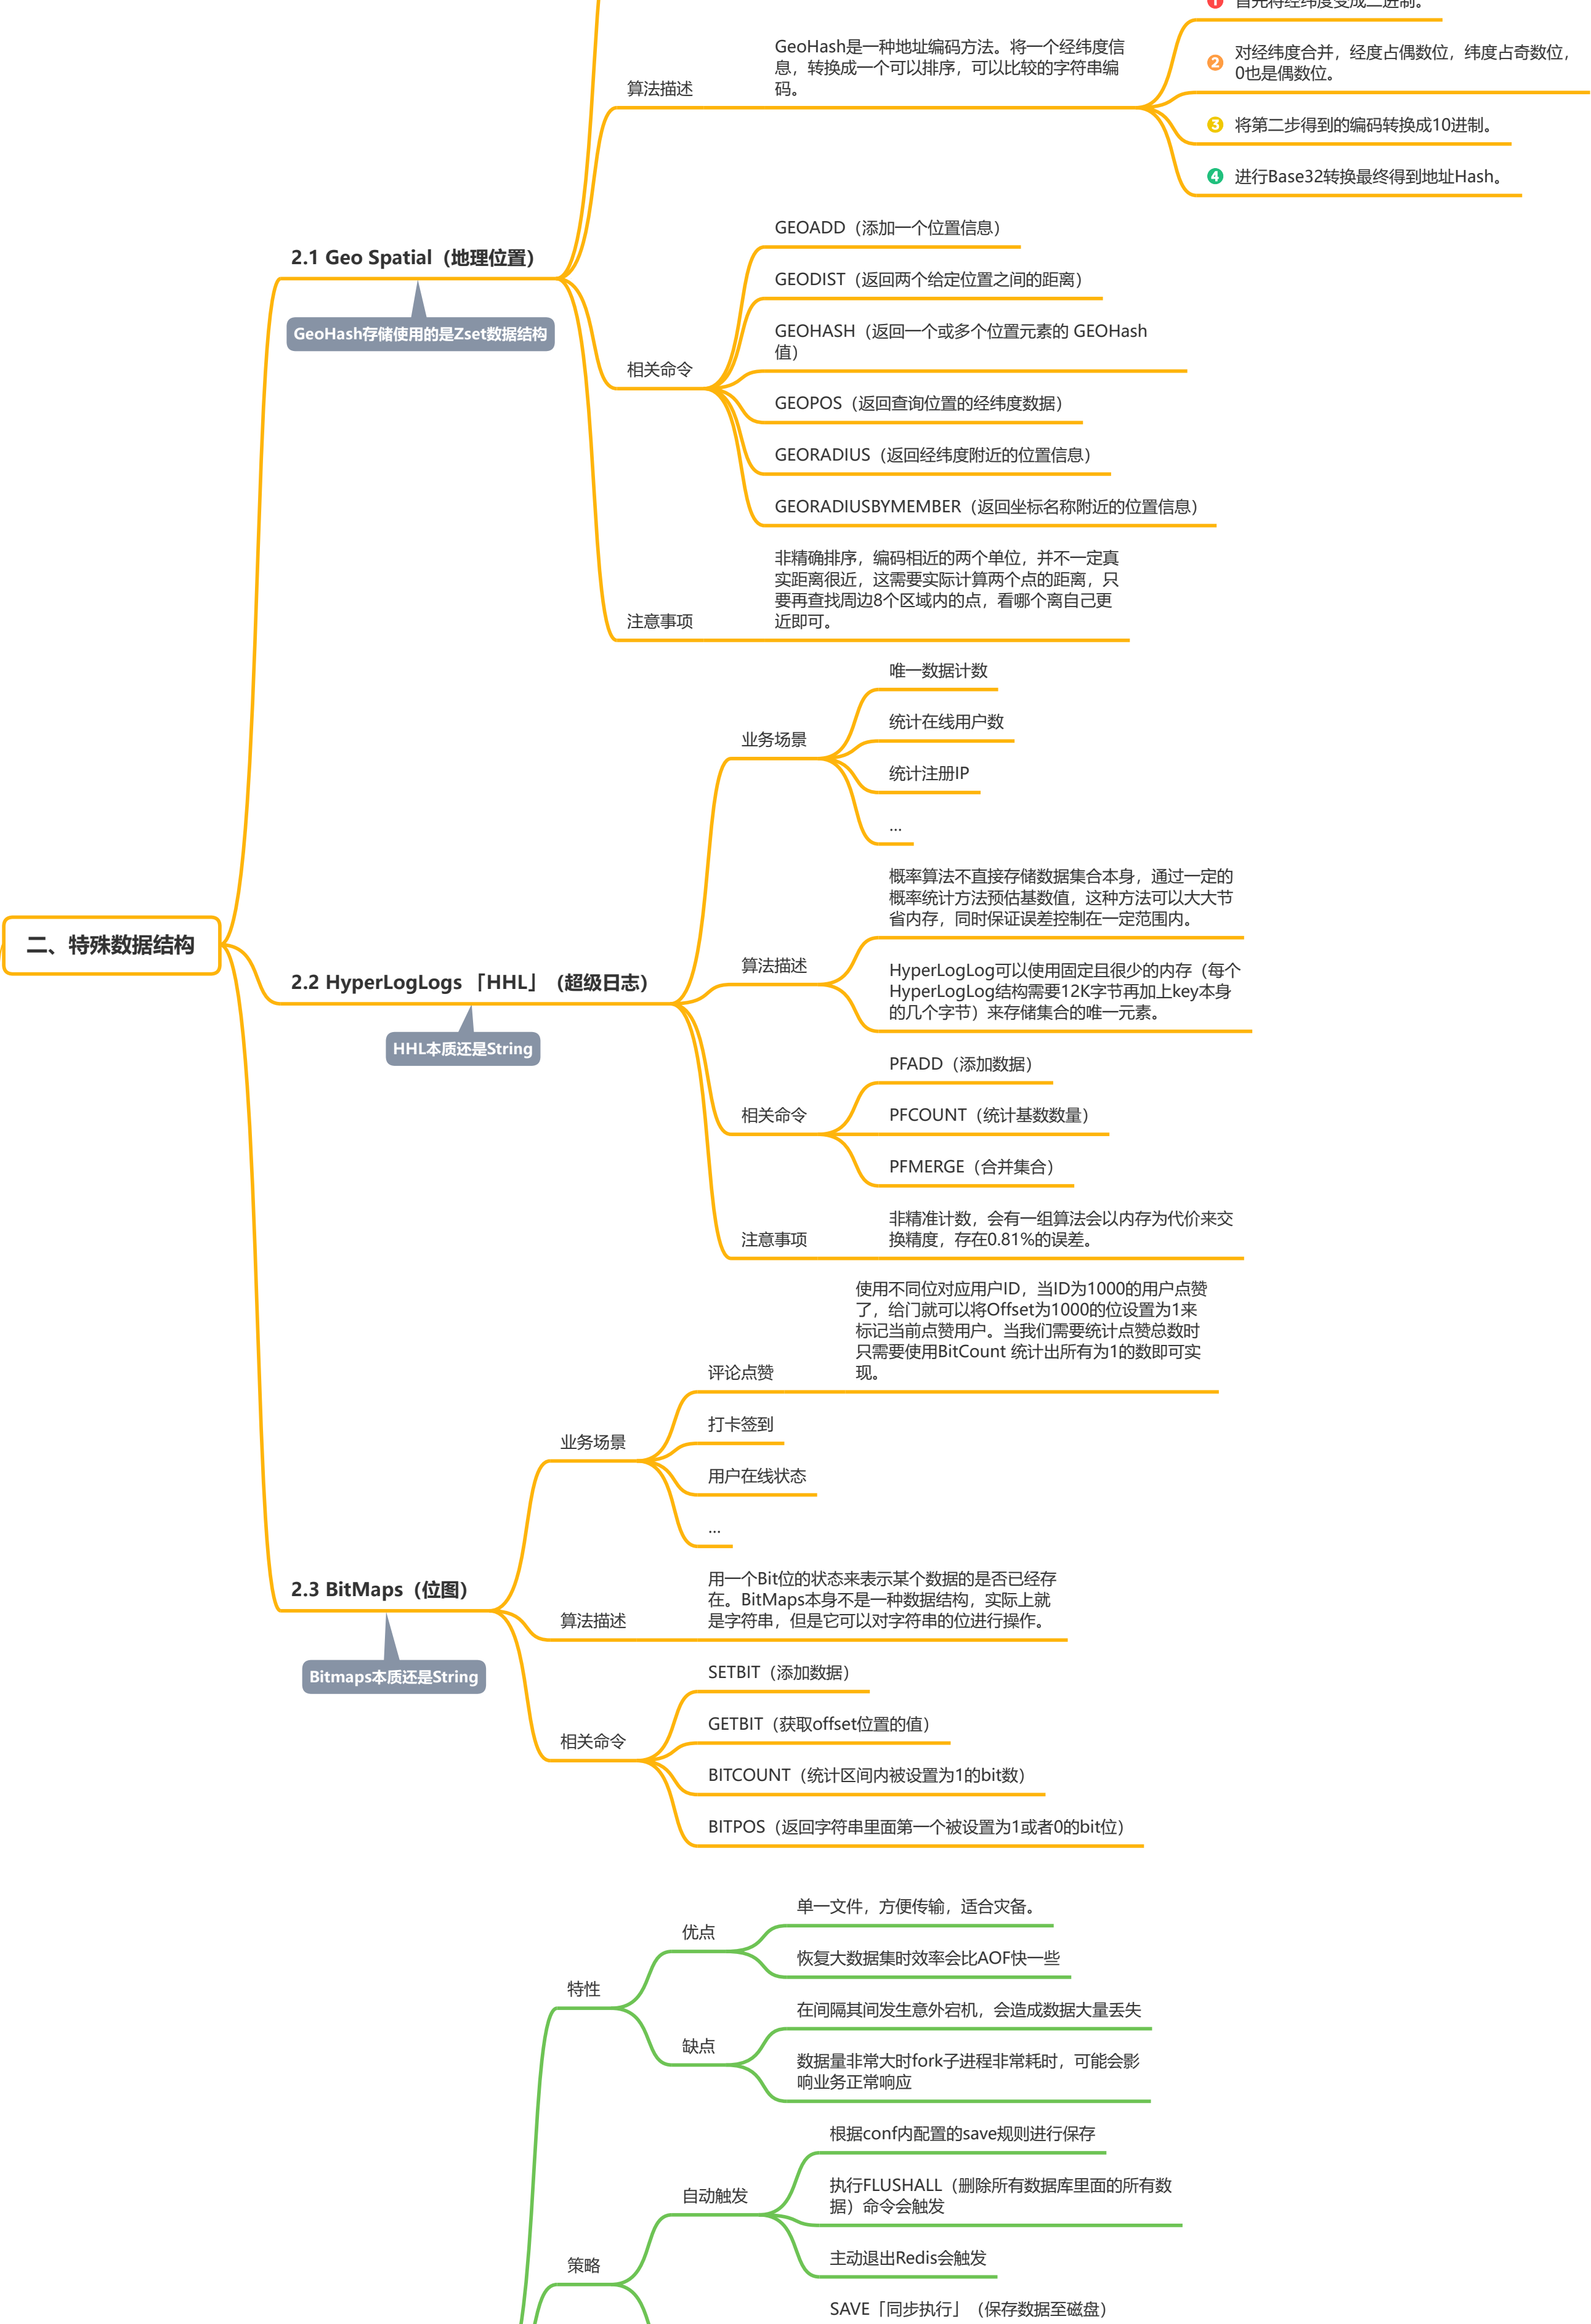 首先将经纬度变成二进制。
GeoHash是一种地址编码方法。将一个经纬度信
息，转换成一个可以排序，可以比较的字符串编
码。
算法描述
❷ 对经纬度合并，经度占偶数位，纬度占奇数位，
0也是偶数位。
❸ 将第二步得到的编码转换成10进制。
❹ 进行Base32转换最终得到地址Hash。
2.1 Geo Spatial（地理位置）
GeoHash存储使用的是Zset数据结构
相关命令
GEOADD（添加一个位置信息）
GEODIST（返回两个给定位置之间的距离）
GEOHASH（返回一个或多个位置元素的 GEOHash
值）
GEOPOS（返回查询位置的经纬度数据）
GEORADIUS（返回经纬度附近的位置信息）
GEORADIUSBYMEMBER（返回坐标名称附近的位置信息）
注意事项
非精确排序，编码相近的两个单位，并不一定真
实距离很近，这需要实际计算两个点的距离，只
要再查找周边8个区域内的点，看哪个离自己更
近即可。
二、特殊数据结构
2.2 HyperLogLogs「HHL」（超级日志）
HHL本质还是String
业务场景
唯一数据计数
统计在线用户数
统计注册IP
...
算法描述
概率算法不直接存储数据集合本身，通过一定的
概率统计方法预估基数值，这种方法可以大大节
省内存，同时保证误差控制在一定范围内。
HyperLogLog可以使用固定且很少的内存（每个
HyperLogLog结构需要12K字节再加上key本身
的几个字节）来存储集合的唯一元素。
相关命令
PFADD（添加数据）
PFCOUNT（统计基数数量）
PFMERGE（合并集合）
注意事项
非精准计数，会有一组算法会以内存为代价来交
换精度，存在0.81%的误差。
2.3 BitMaps（位图）
Bitmaps本质还是String
业务场景
评论点赞
使用不同位对应用户ID，当ID为1000的用户点赞
了，给门就可以将Offset为1000的位设置为1来
标记当前点赞用户。当我们需要统计点赞总数时
只需要使用BitCount 统计出所有为1的数即可实
现。
打卡签到
用户在线状态
...
算法描述
用一个Bit位的状态来表示某个数据的是否已经存
在。BitMaps本身不是一种数据结构，实际上就
是字符串，但是它可以对字符串的位进行操作。
相关命令
SETBIT（添加数据）
GETBIT（获取offset位置的值）
BITCOUNT（统计区间内被设置为1的bit数）
BITPOS（返回字符串里面第一个被设置为1或者0的bit位）
特性
优点
单一文件，方便传输，适合灾备。
恢复大数据集时效率会比AOF快一些
缺点
在间隔其间发生意外宕机，会造成数据大量丢失
数据量非常大时fork子进程非常耗时，可能会影
响业务正常响应
策略
自动触发
根据conf内配置的save规则进行保存
执行FLUSHALL（删除所有数据库里面的所有数
据）命令会触发
主动退出Redis会触发
SAVE「同步执行」（保存数据至磁盘）